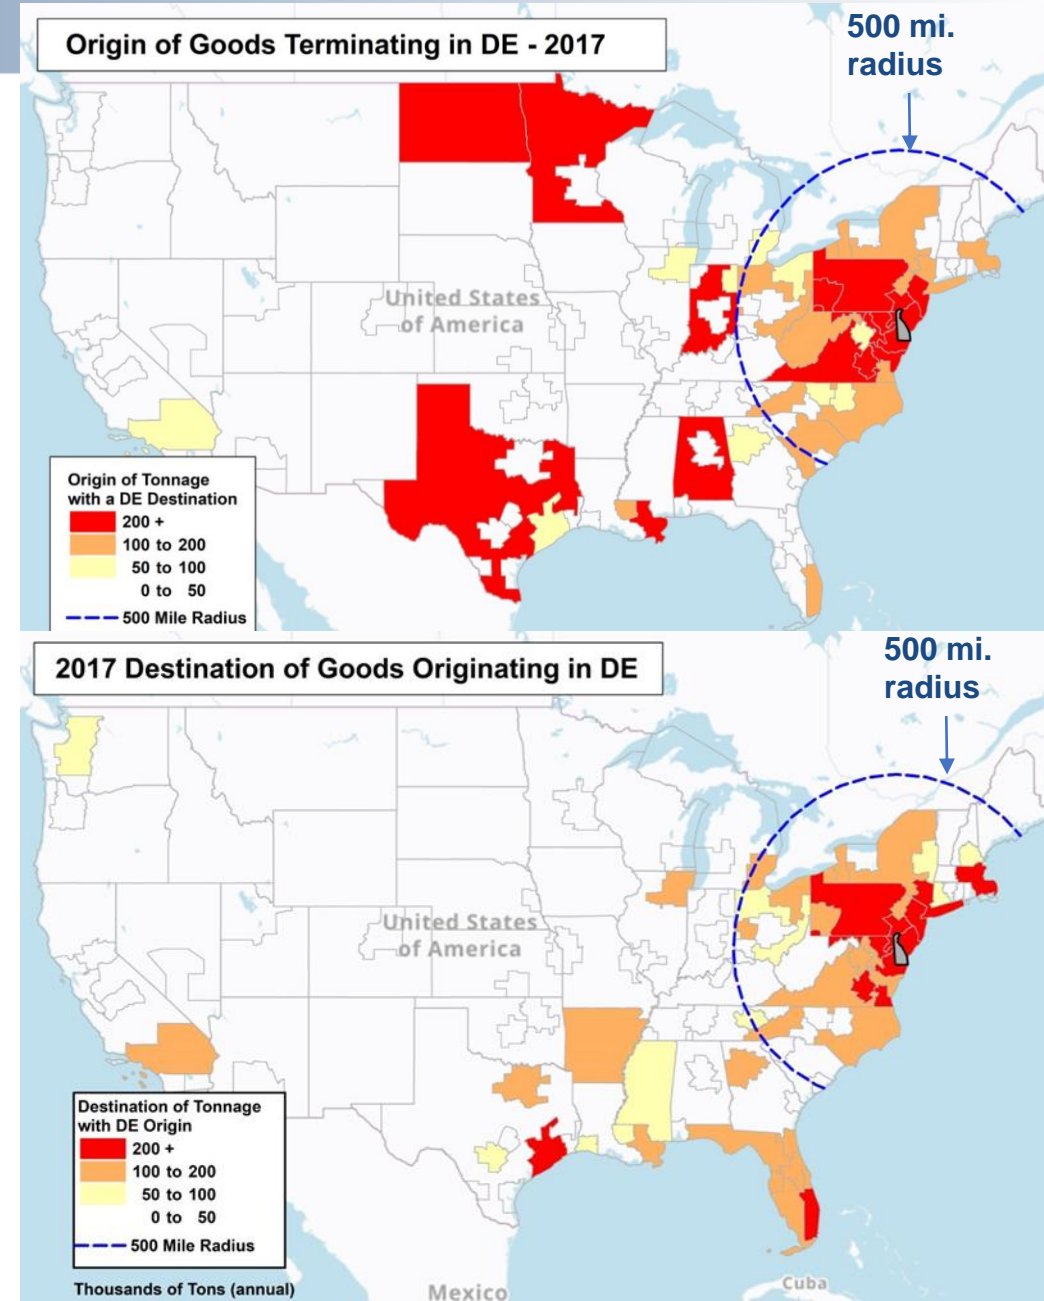 Origin of Goods Terminating in DE - 2017
500 mi.
radius
United States
of America
Origin of Tonnage
with a DE Destination
200 +
100 to 200
50 to 100
0 to 50
500 Mile Radius
2017 Destination of Goods Originating in DE
500 mi.
radius
United States
of America
Destination of Tonnage
with DE Origin
200 +
100 to 200
50 to 100
0 to 50
500 Mile Radius
Thousands of Tons (annual)
Mexico
Cuba